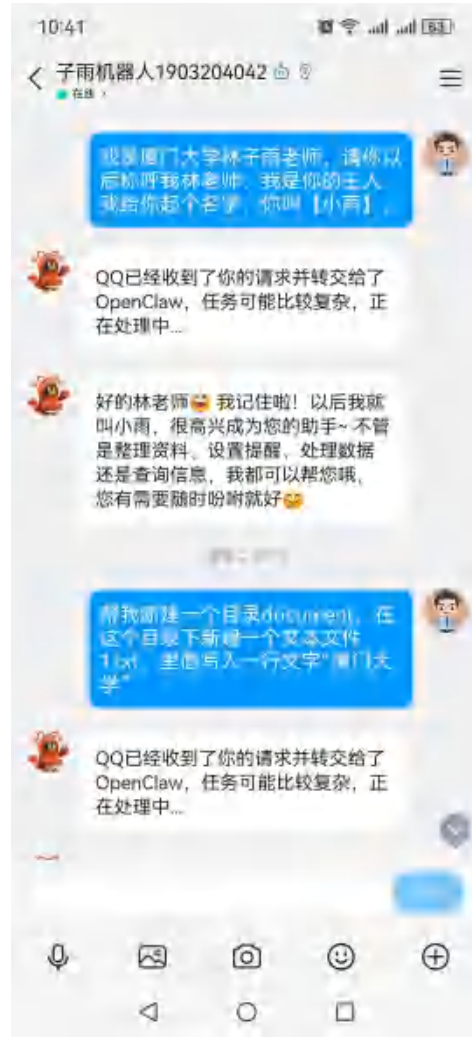 10:41
63
子雨机器人1903204042
在线
我是厦门大学林子雨老师，请你以
后称呼我林老师，我是你的主人
我给你起个名字，你叫【小雨】，
QQ已经收到了你的请求并转交给了
OpenClaw，任务可能比较复杂，正
在处理中...
好的林老师😄 我记住啦！以后我就
叫小雨，很高兴成为您的助手~ 不管
是整理资料、设置提醒、处理数据
还是查询信息，我都可以帮您哦，
您有需要随时吩咐就好😊
帮我新建一个目录document，在
这个目录下新建一个文本文件
1.txt，里面写入一行文字“厦门大
学”
QQ已经收到了你的请求并转交给了
OpenClaw，任务可能比较复杂，正
在处理中...